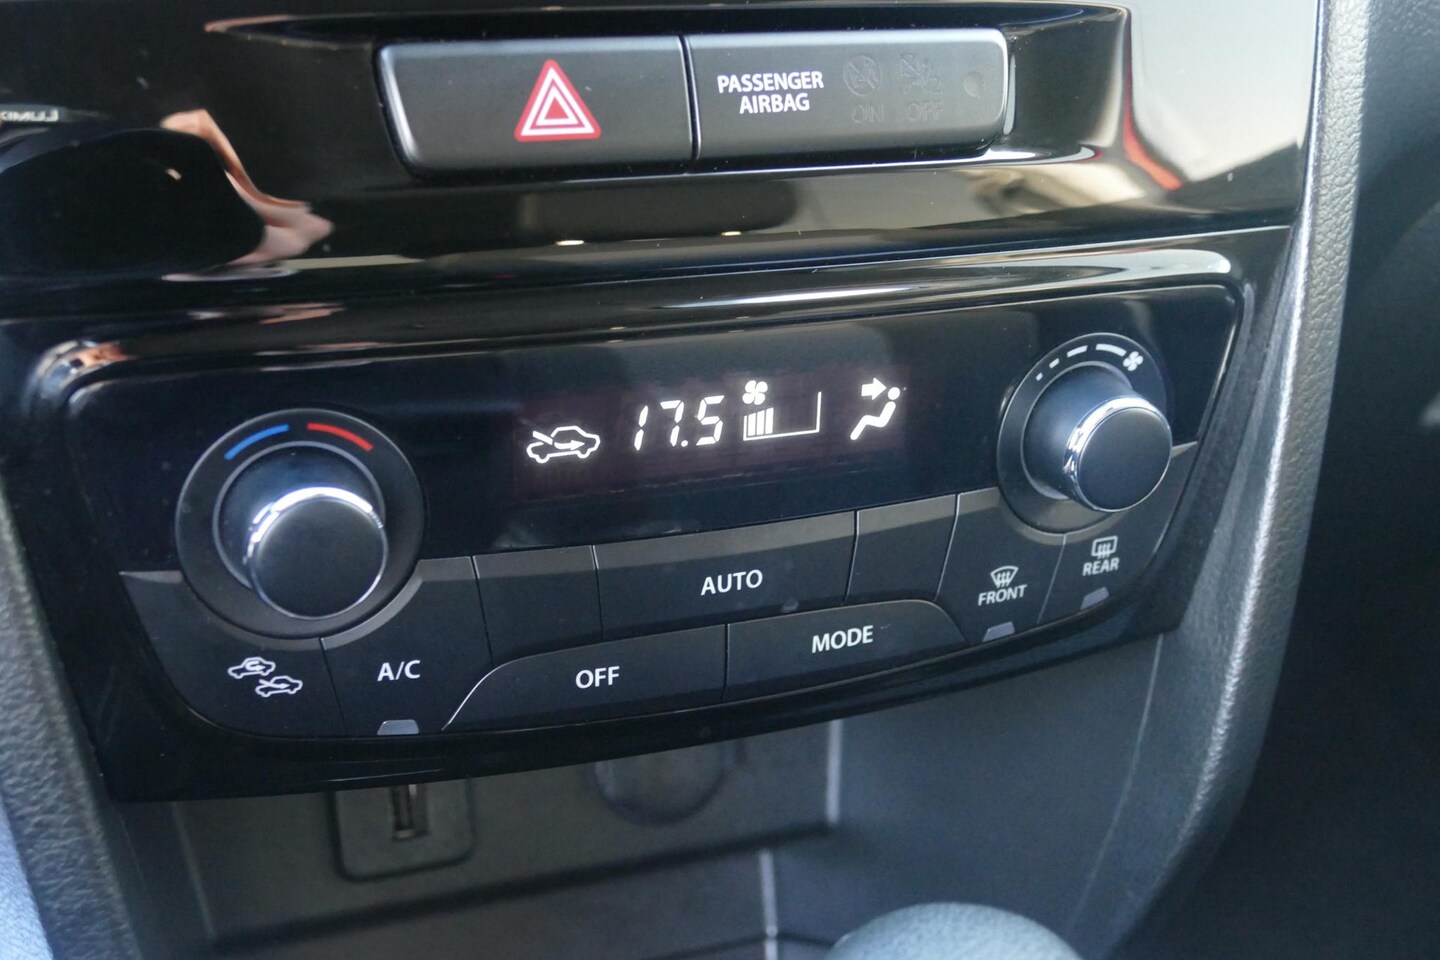 PASSENGER
AIRBAG
ON OFF
17.5
AUTO
A/C
OFF
MODE
FRONT
REAR